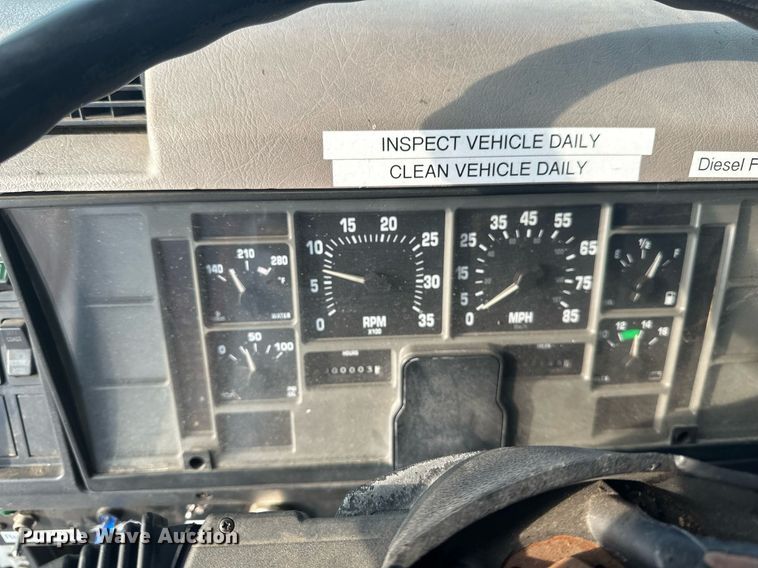 INSPECT VEHICLE DAILY
CLEAN VEHICLE DAILY
Diesel F
140 210 280 °F
WATER
0 50 100
0 5 10 15 20 25 30 35
RPM
X100
HOURS
5 15 25 35 45 55 65 75 85
MPH
E 1/2 F
12 14 16
Purple Wave Auction